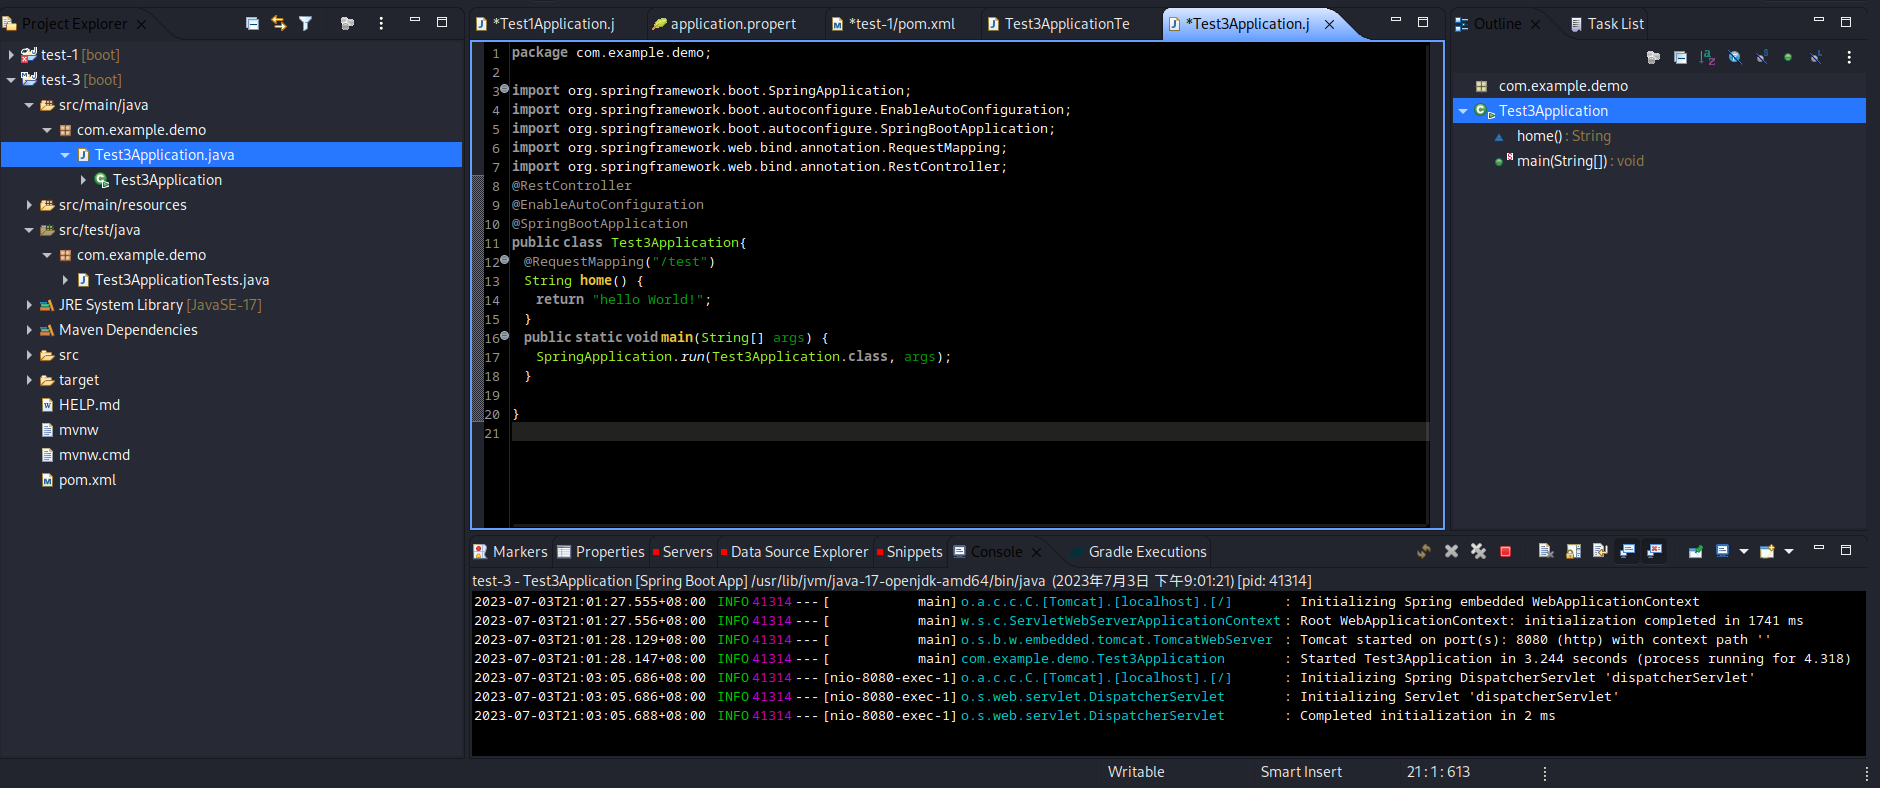 Project Explorer
test-1 [boot]
test-3 [boot]
src/main/java
com.example.demo
Test3Application.java
Test3Application
src/main/resources
src/test/java
com.example.demo
Test3ApplicationTests.java
JRE System Library [JavaSE-17]
Maven Dependencies
src
target
HELP.md
mvnw
mvnw.cmd
pom.xml
*Test1Application.j application.propert *test-1/pom.xml Test3ApplicationTe *Test3Application.j
1 package com.example.demo;
2
3 import org.springframework.boot.SpringApplication;
4 import org.springframework.boot.autoconfigure.EnableAutoConfiguration;
5 import org.springframework.boot.autoconfigure.SpringBootApplication;
6 import org.springframework.web.bind.annotation.RequestMapping;
7 import org.springframework.web.bind.annotation.RestController;
8 @RestController
9 @EnableAutoConfiguration
10 @SpringBootApplication
11 public class Test3Application{
12 @RequestMapping("/test")
13 String home() {
14 return "hello World!";
15 }
16 public static void main(String[] args) {
17 SpringApplication.run(Test3Application.class, args);
18 }
19
20 }
21
Outline Task List
com.example.demo
Test3Application
home() : String
main(String[]) : void
Markers Properties Servers Data Source Explorer Snippets Console Gradle Executions
test-3 - Test3Application [Spring Boot App] /usr/lib/jvm/java-17-openjdk-amd64/bin/java (2023年7月3日 下午9:01:21) [pid: 41314]
2023-07-03T21:01:27.555+08:00 INFO 41314 --- [ main] o.a.c.c.C.[Tomcat].[localhost].[/] : Initializing Spring embedded WebApplicationContext
2023-07-03T21:01:27.556+08:00 INFO 41314 --- [ main] w.s.c.ServletWebServerApplicationContext : Root WebApplicationContext: initialization completed in 1741 ms
2023-07-03T21:01:28.129+08:00 INFO 41314 --- [ main] o.s.b.w.embedded.tomcat.TomcatWebServer : Tomcat started on port(s): 8080 (http) with context path ''
2023-07-03T21:01:28.147+08:00 INFO 41314 --- [ main] com.example.demo.Test3Application : Started Test3Application in 3.244 seconds (process running for 4.318)
2023-07-03T21:03:05.686+08:00 INFO 41314 --- [nio-8080-exec-1] o.a.c.c.C.[Tomcat].[localhost].[/] : Initializing Spring DispatcherServlet 'dispatcherServlet'
2023-07-03T21:03:05.686+08:00 INFO 41314 --- [nio-8080-exec-1] o.s.web.servlet.DispatcherServlet : Initializing Servlet 'dispatcherServlet'
2023-07-03T21:03:05.688+08:00 INFO 41314 --- [nio-8080-exec-1] o.s.web.servlet.DispatcherServlet : Completed initialization in 2 ms
Writable Smart Insert 21 : 1 : 613